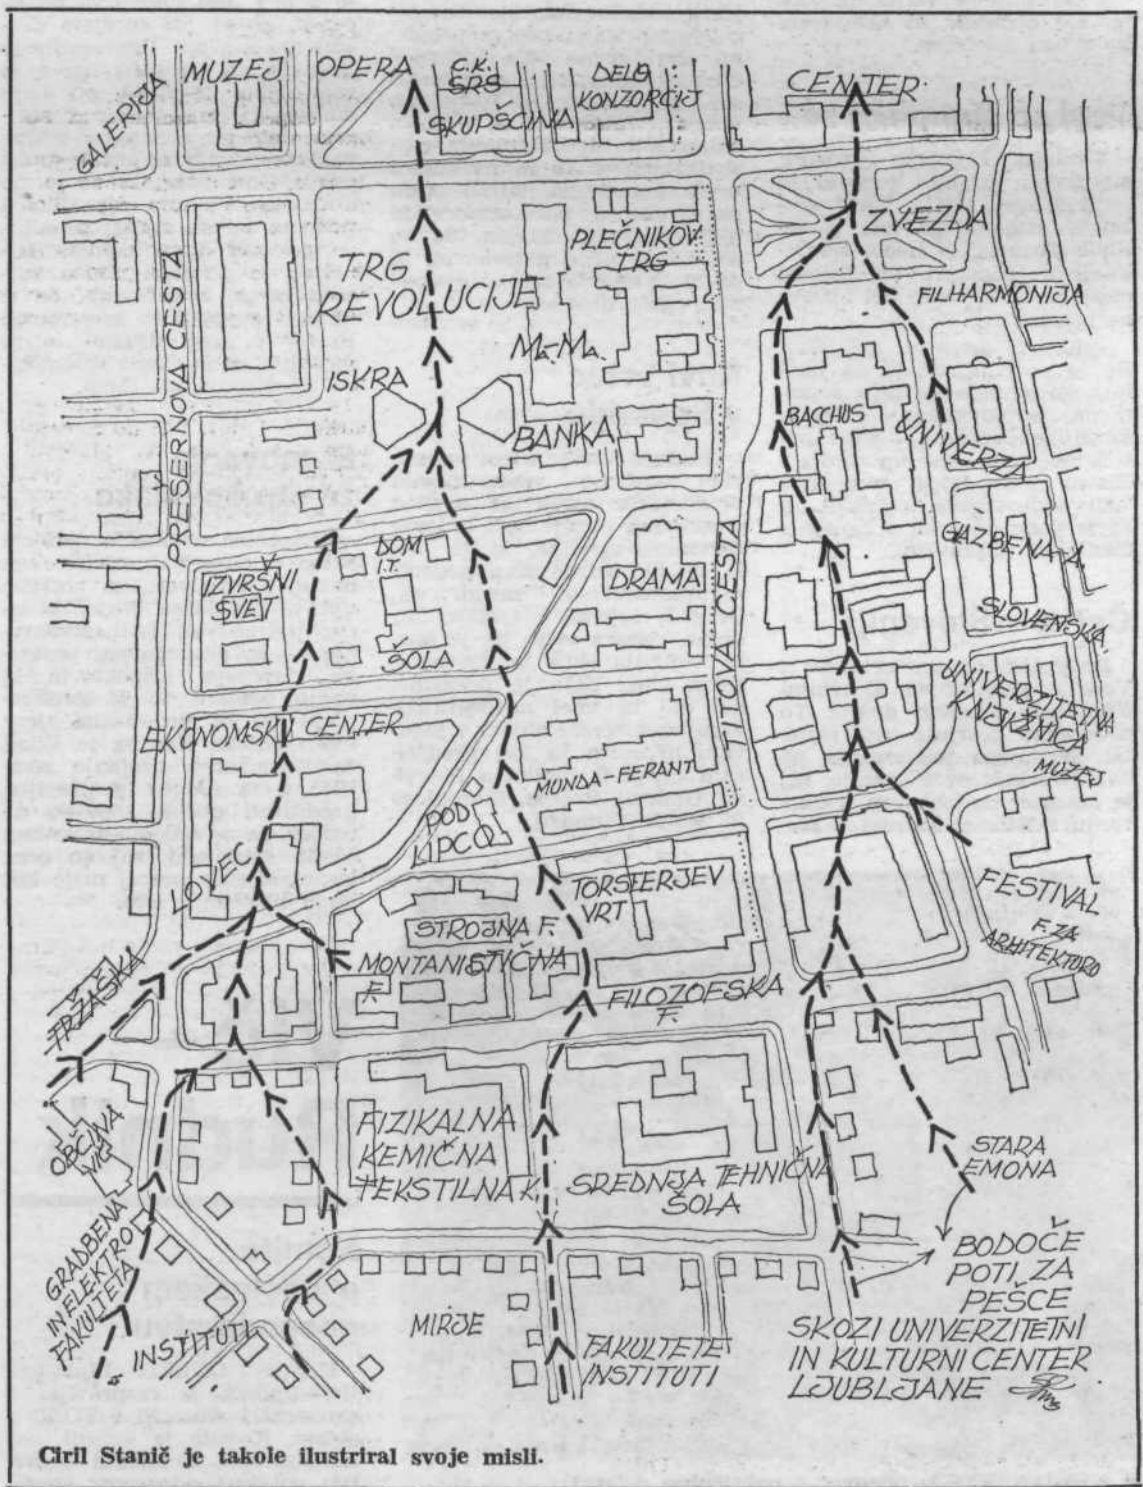 GALERIJA
MUZEJ
OPERA
C.K.
SRS
SKUPŠČINA
DELO
KONZORCIJ
CENTER
ZVEZDA
PLEČNIKOV
TRG
TRG
REVOLUCIJE
FILHARMONIJA
PREŠERNOVA CESTA
ISKRA
M.-M.
BANKA
BACCHUS
UNIVERZA
GAZBENA-A.
IZVRŠNI
SVET
DOM
I.T.
DRAMA
TITOVA CESTA
SLOVENSKA
ŠOLA
UNIVERZITETNA
KNJIŽNICA
MUZEJ
EKONOMSKI CENTER
MUNDA-FERANT
POD
LIPCO
LOVEC
TORSTERJEV
VRT
FESTIVAL
STROJNA F.
F. ZA
ARHITEKTURO
MONTANISTIČNA
F.
FILOZOFSKA
F.
TRŽAŠKA
OBČINA
VIČ
FIZIKALNA
KEMIČNA
TEKSTILNA K.
SREDNJA TEHNIČNA
ŠOLA
STARA
EMONA
GRADBENA
IN ELEKTRO
FAKULTETA
INSTITUTI
MIRJE
FAKULTETE
INSTITUTI
BODOČE
POTI ZA
PEŠCE
SKOZI UNIVERZITETNI
IN KULTURNI CENTER
LJUBLJANE
Ciril Stanič je takole ilustriral svoje misli.